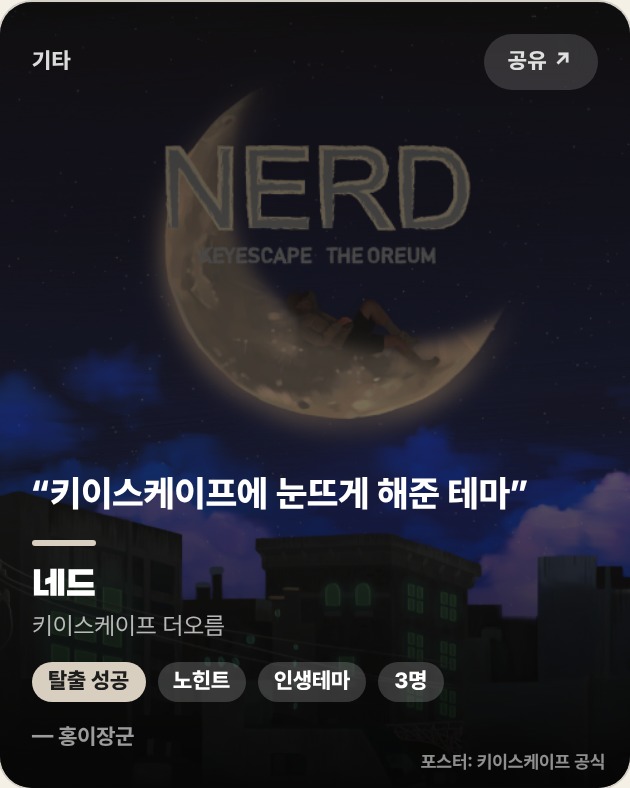 기타
공유 ↗
NERD
KEYESCAPE THE OREUM
“키이스케이프에 눈뜨게 해준 테마”
네드
키이스케이프 더오름
탈출 성공 노힌트 인생테마 3명
— 홍이장군
포스터: 키이스케이프 공식